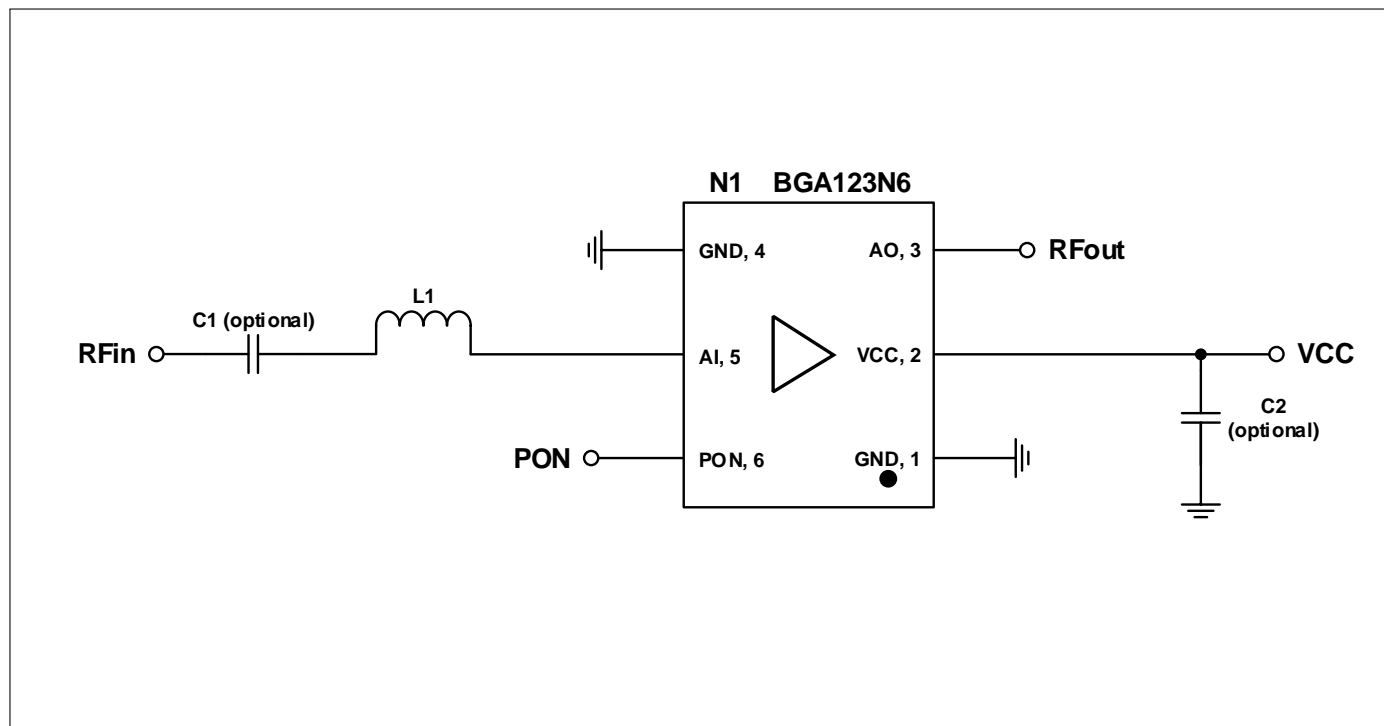 N1 BGA123N6
GND, 4
AO, 3
RFout
L1
C1 (optional)
RFin
AI, 5
VCC, 2
VCC
C2
(optional)
PON
PON, 6
GND, 1